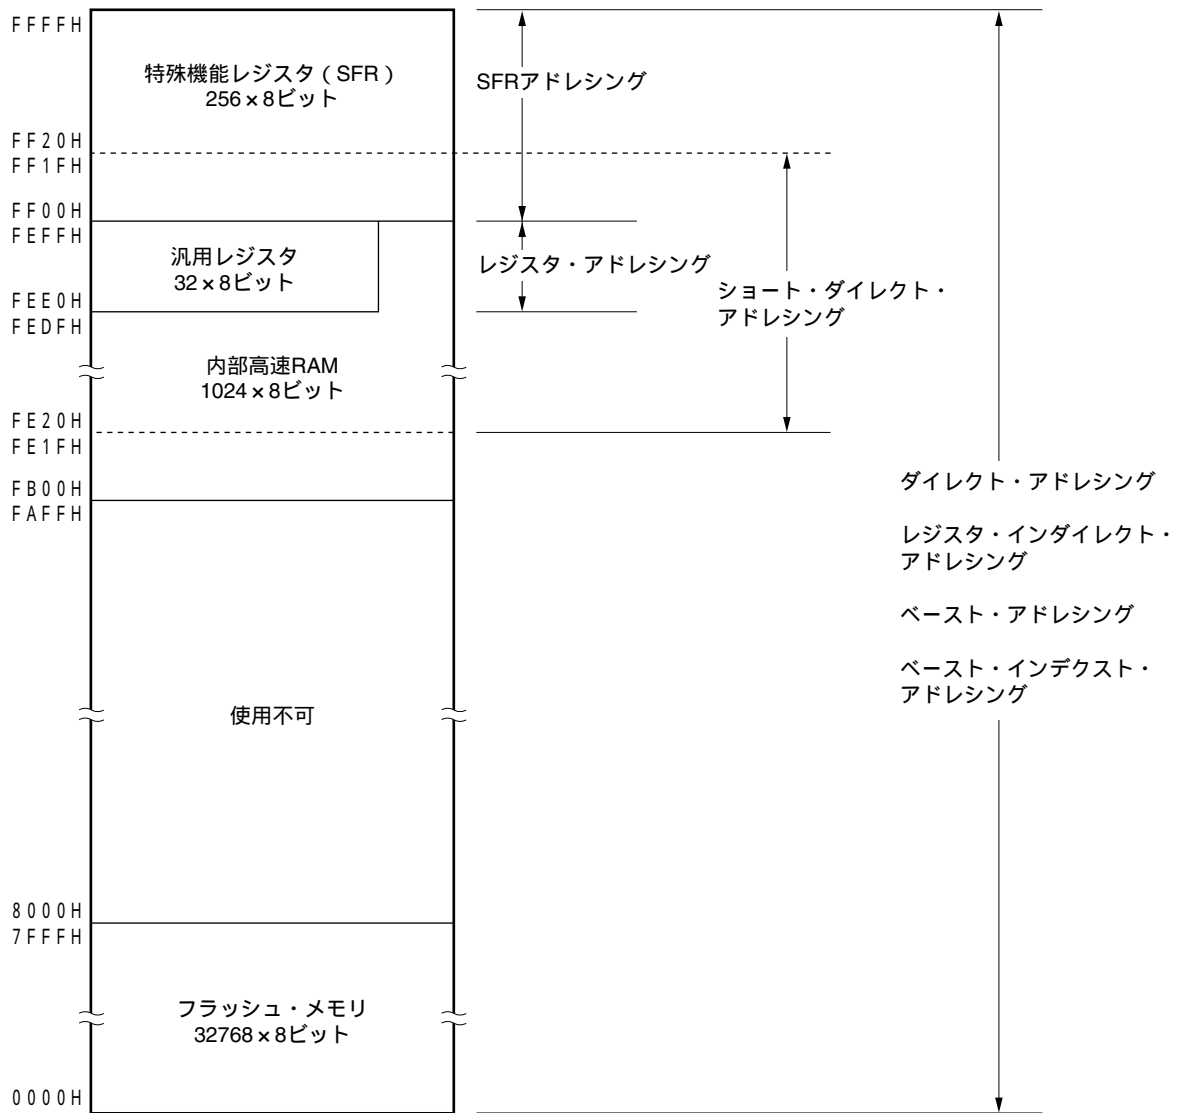 FFFFH
特殊機能レジスタ（SFR）
256×8ビット
SFRアドレシング
FF20H
FF1FH
FF00H
FEFFH
汎用レジスタ
32×8ビット
レジスタ・アドレシング
ショート・ダイレクト・
アドレシング
FEE0H
FEDFH
内部高速RAM
1024×8ビット
FE20H
FE1FH
FB00H
FAFFH
ダイレクト・アドレシング
レジスタ・インダイレクト・
アドレシング
ベースト・アドレシング
ベースト・インデクスト・
アドレシング
使用不可
8000H
7FFFH
フラッシュ・メモリ
32768×8ビット
0000H